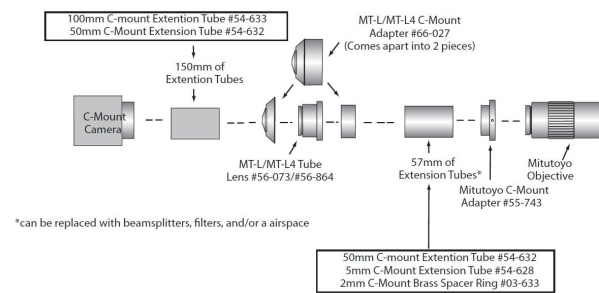 100mm C-mount Extention Tube #54-633
50mm C-Mount Extension Tube #54-632
MT-L/MT-L4 C-Mount
Adapter #66-027
(Comes apart into 2 pieces)
150mm of
Extention Tubes
C-Mount
Camera
MT-L/MT-L4 Tube
Lens #56-073/#56-864
57mm of
Extension Tubes*
Mitutoyo C-Mount
Adapter #55-743
Mitutoyo
Objective
*can be replaced with beamsplitters, filters, and/or a airspace
50mm C-mount Extention Tube #54-632
5mm C-Mount Extension Tube #54-628
2mm C-Mount Brass Spacer Ring #03-633